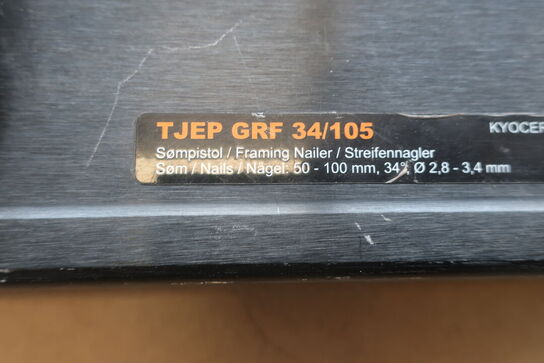 TJEP GRF 34/105
KYOCER
Sømpistol / Framing Nailer / Streifennagler
Søm / Nails / Nägel: 50 - 100 mm, 34°, Ø 2,8 - 3,4 mm